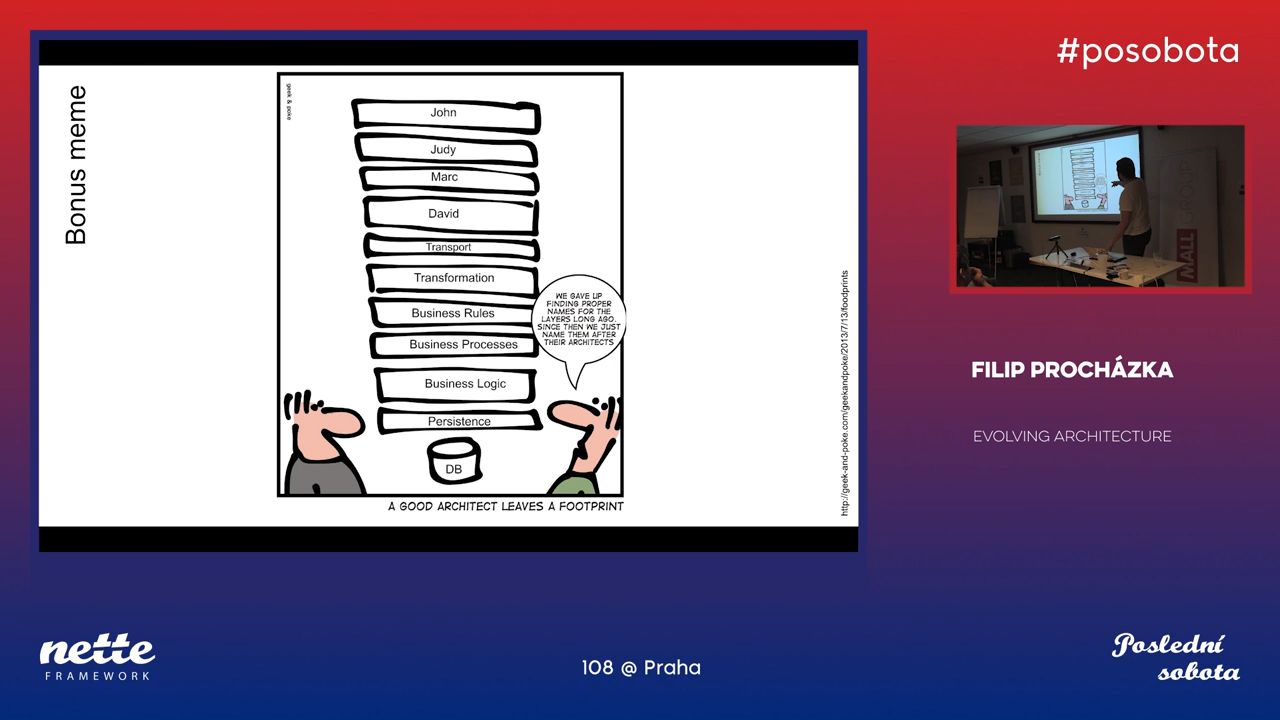 #posobota
Bonus meme
geek & poke
John
Judy
Marc
David
Transport
Transformation
Business Rules
Business Processes
Business Logic
Persistence
DB
WE GAVE UP
FINDING PROPER
NAMES FOR THE
LAYERS LONG AGO.
SINCE THEN WE JUST
NAME THEM AFTER
THEIR ARCHITECTS
A GOOD ARCHITECT LEAVES A FOOTPRINT
http://geek-and-poke.com/geekandpoke/2013/7/13/foodprints
MALL GROUP
FILIP PROCHÁZKA
EVOLVING ARCHITECTURE
nette
FRAMEWORK
108 @ Praha
Poslední
sobota